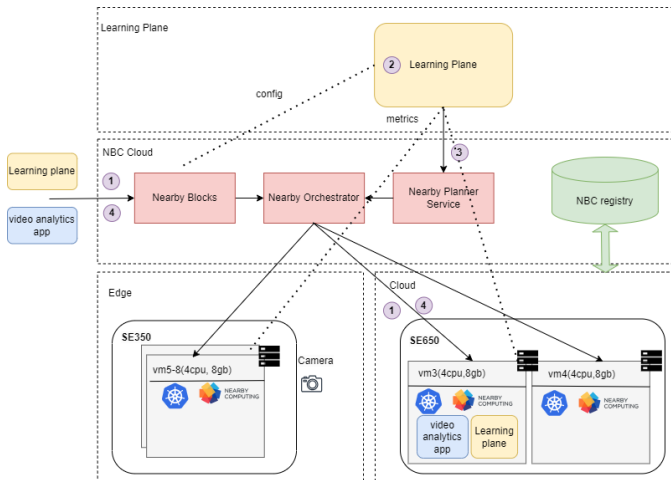 Learning Plane
2
Learning Plane
config
metrics
NBC Cloud
3
Learning plane
1
Nearby Blocks
Nearby Orchestrator
Nearby Planner
Service
NBC registry
video analytics
app
4
Edge
Cloud
1
4
SE350
Camera
SE650
vm5-8(4cpu, 8gb)
NEARBY
COMPUTING
vm3(4cpu,8gb)
NEARBY
COMPUTING
video
analytics
app
Learning
plane
vm4(4cpu,8gb)
NEARBY
COMPUTING